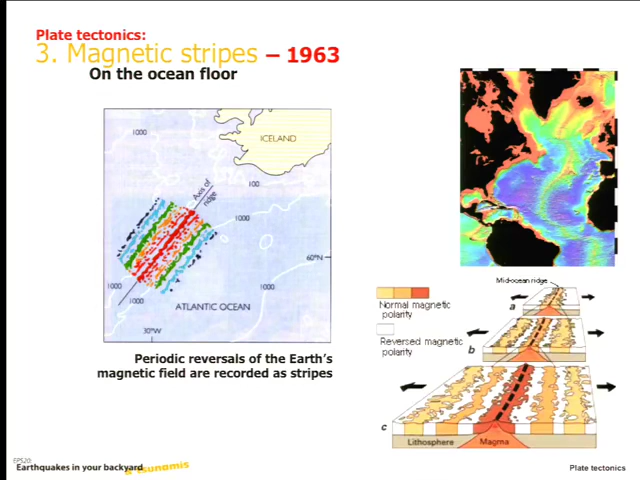 Plate tectonics:
3. Magnetic stripes – 1963
On the ocean floor
1000
ICELAND
Axis of
ridge
100
1000
60°N
1000
1000
1000
ATLANTIC OCEAN
30°W
Periodic reversals of the Earth's
magnetic field are recorded as stripes
Mid-ocean ridge
Normal magnetic
polarity
a
Reversed magnetic
polarity
b
c
Lithosphere
Magma
EPS20:
Earthquakes in your backyard
& Tsunamis
Plate tectonics